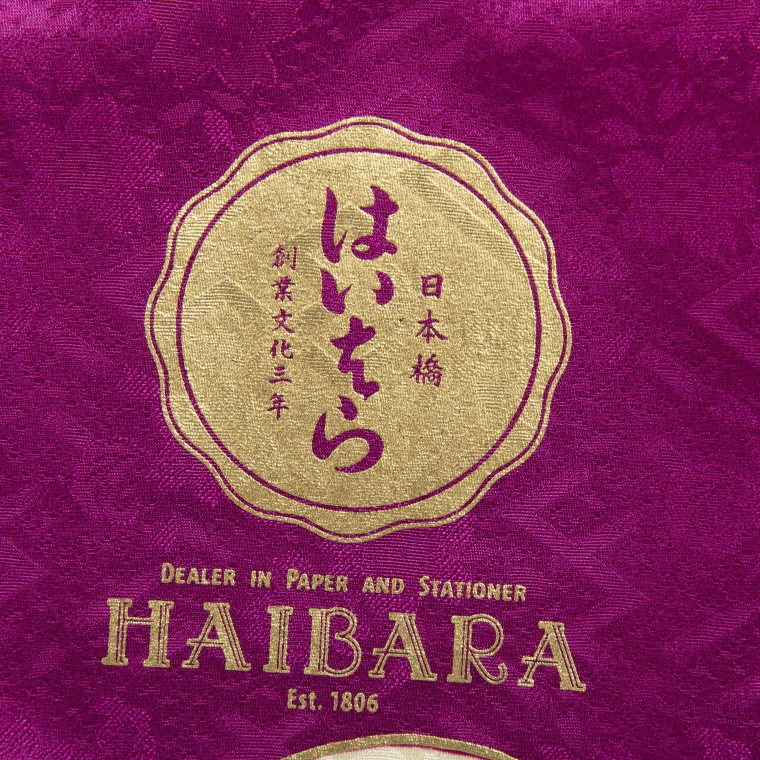 日本橋
はいばら
創業文化三年
DEALER IN PAPER AND STATIONER
HAIBARA
Est. 1806